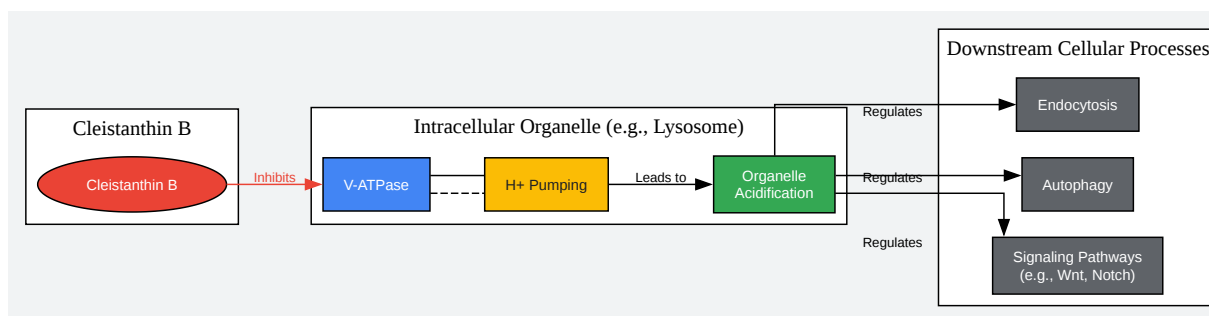 Cleistanthin B
Cleistanthin B
Inhibits
Intracellular Organelle (e.g., Lysosome)
V-ATPase
H+ Pumping
Leads to
Organelle
Acidification
Regulates
Regulates
Regulates
Downstream Cellular Processes
Endocytosis
Autophagy
Signaling Pathways
(e.g., Wnt, Notch)